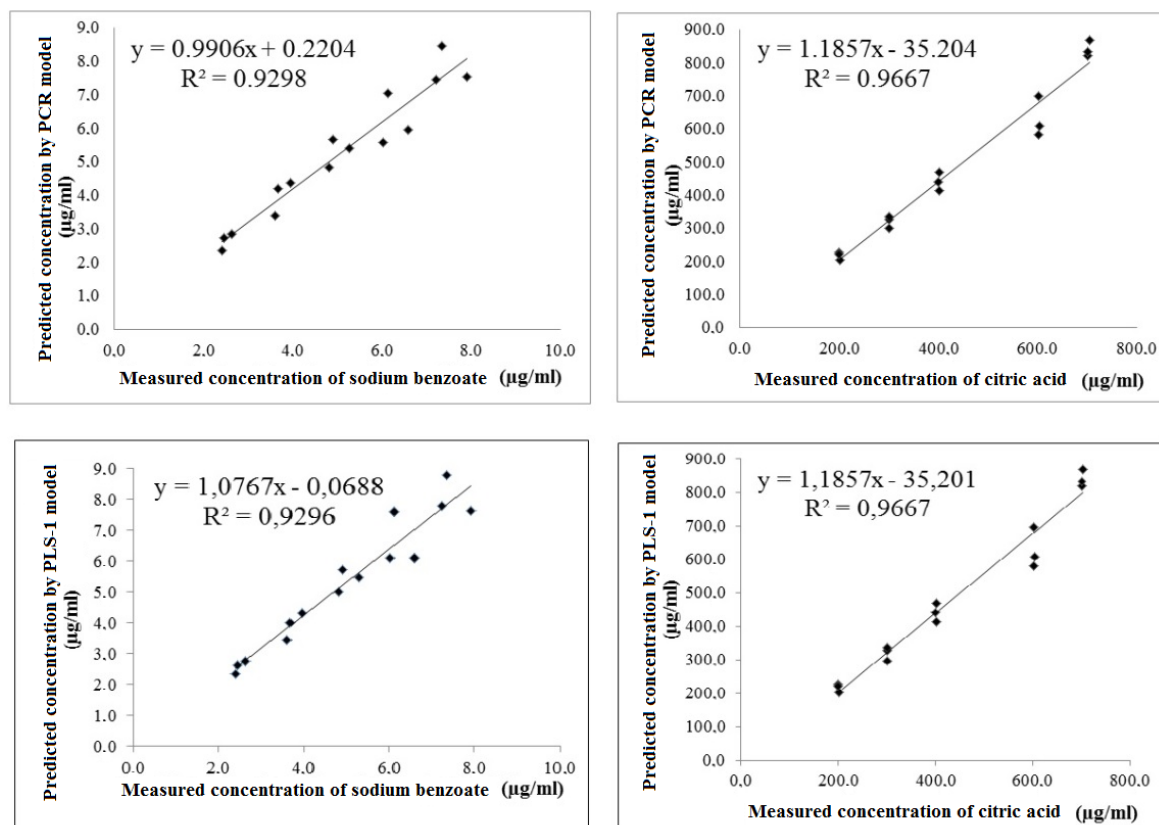 Predicted concentration by PCR model
(µg/ml)
9.0
8.0
7.0
6.0
5.0
4.0
3.0
2.0
1.0
0.0
y = 0.9906x + 0.2204
R² = 0.9298
0.0 2.0 4.0 6.0 8.0 10.0
Measured concentration of sodium benzoate (µg/ml)
Predicted concentration by PCR model
(µg/ml)
900.0
800.0
700.0
600.0
500.0
400.0
300.0
200.0
100.0
0.0
y = 1.1857x - 35.204
R² = 0.9667
0.0 200.0 400.0 600.0 800.0
Measured concentration of citric acid (µg/ml)
Predicted concentration by PLS-1 model
(µg/ml)
9.0
8.0
7.0
6.0
5.0
4.0
3.0
2.0
1.0
0.0
y = 1,0767x - 0,0688
R² = 0,9296
0.0 2.0 4.0 6.0 8.0 10.0
Measured concentration of sodium benzoate (µg/ml)
Predicted concentration by PLS-1 model
(µg/ml)
900.0
800.0
700.0
600.0
500.0
400.0
300.0
200.0
100.0
0.0
y = 1,1857x - 35,201
R² = 0,9667
0.0 200.0 400.0 600.0 800.0
Measured concentration of citric acid (µg/ml)